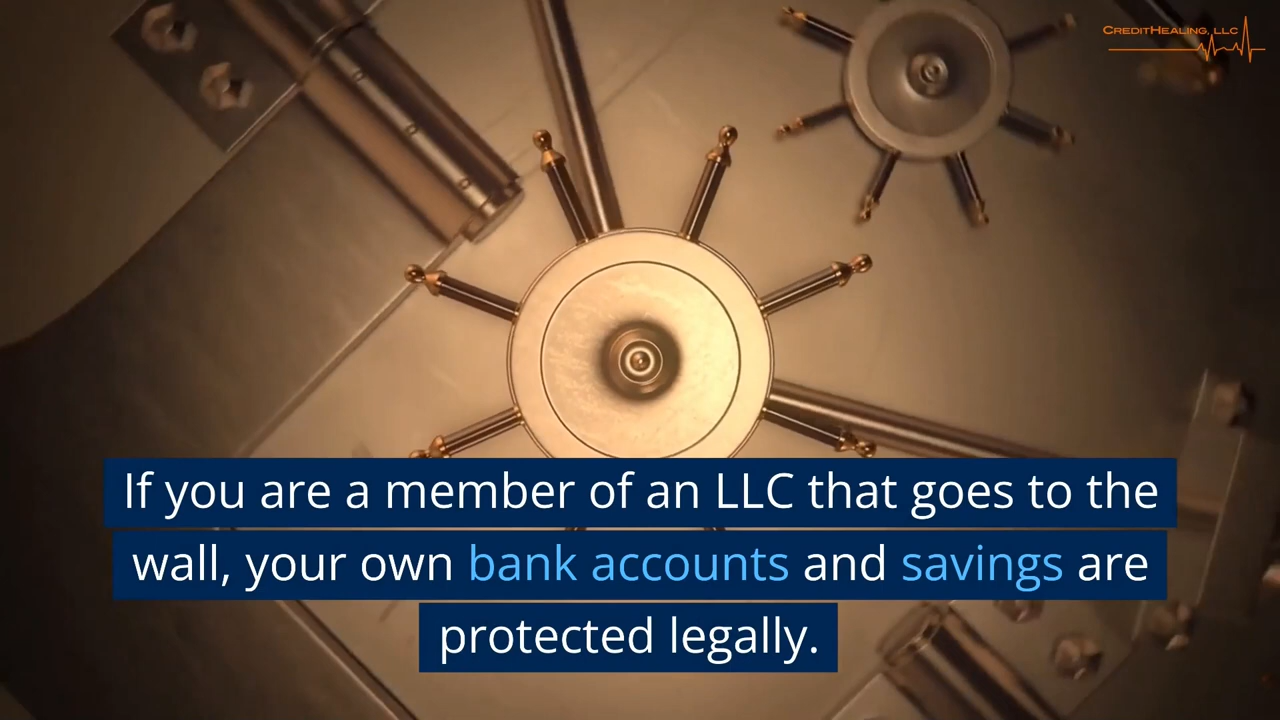 CREDITHEALING, LLC
If you are a member of an LLC that goes to the
wall, your own bank accounts and savings are
protected legally.